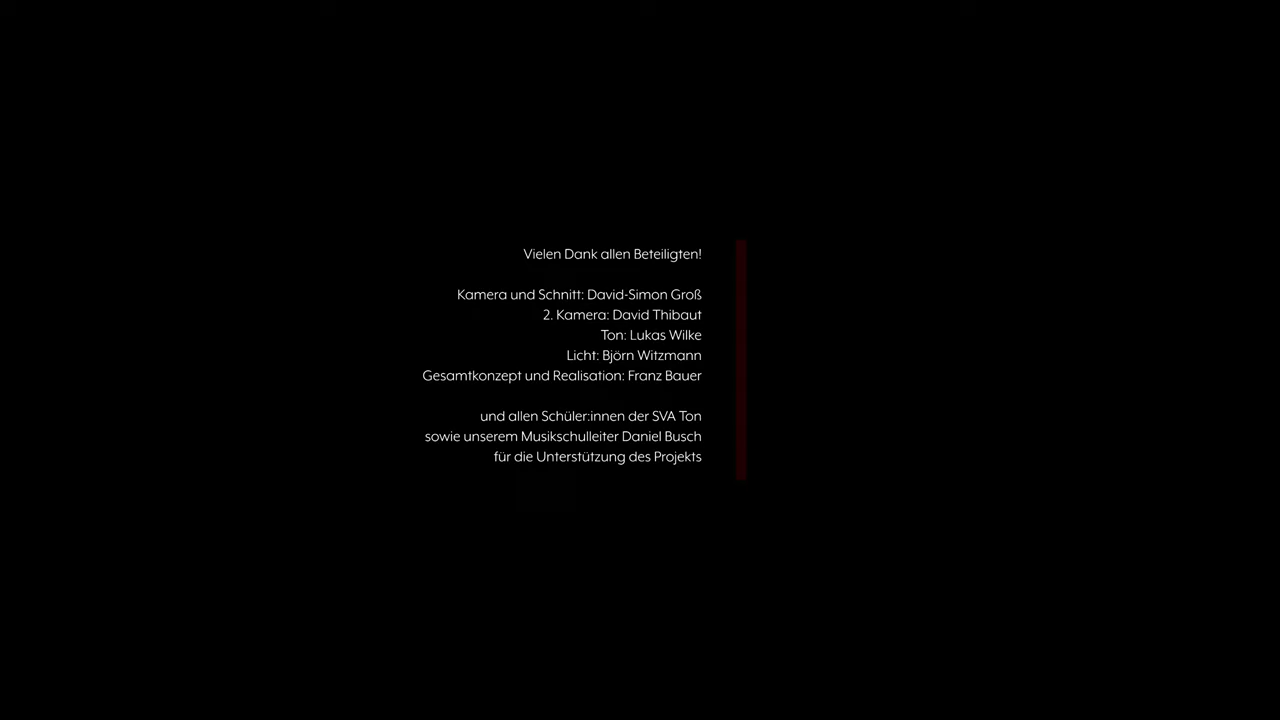 Vielen Dank allen Beteiligten!
Kamera und Schnitt: David-Simon Groß
2. Kamera: David Thibaut
Ton: Lukas Wilke
Licht: Björn Witzmann
Gesamtkonzept und Realisation: Franz Bauer
und allen Schüler:innen der SVA Ton
sowie unserem Musikschulleiter Daniel Busch
für die Unterstützung des Projekts